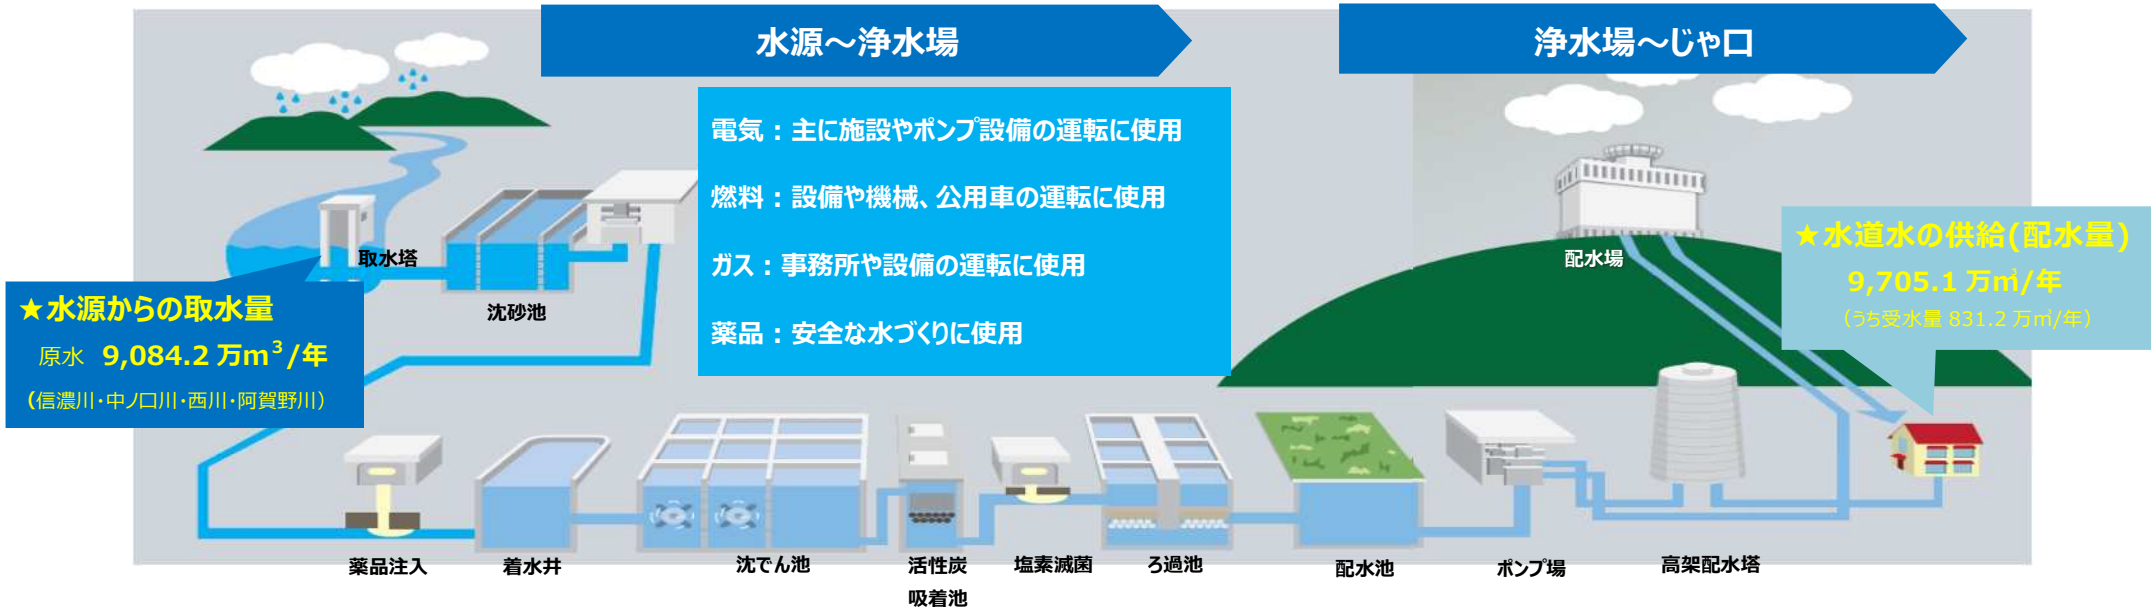 水源～浄水場
浄水場～じゃ口
電気：主に施設やポンプ設備の運転に使用
燃料：設備や機械、公用車の運転に使用
ガス：事務所や設備の運転に使用
薬品：安全な水づくりに使用
★水道水の供給(配水量)
9,705.1 万㎥/年
（うち受水量 831.2 万㎥/年）
配水場
取水塔
沈砂池
★水源からの取水量
原水 9,084.2 万m³/年
（信濃川・中ノ口川・西川・阿賀野川）
薬品注入
着水井
沈でん池
活性炭
吸着池
塩素滅菌
ろ過池
配水池
ポンプ場
高架配水塔